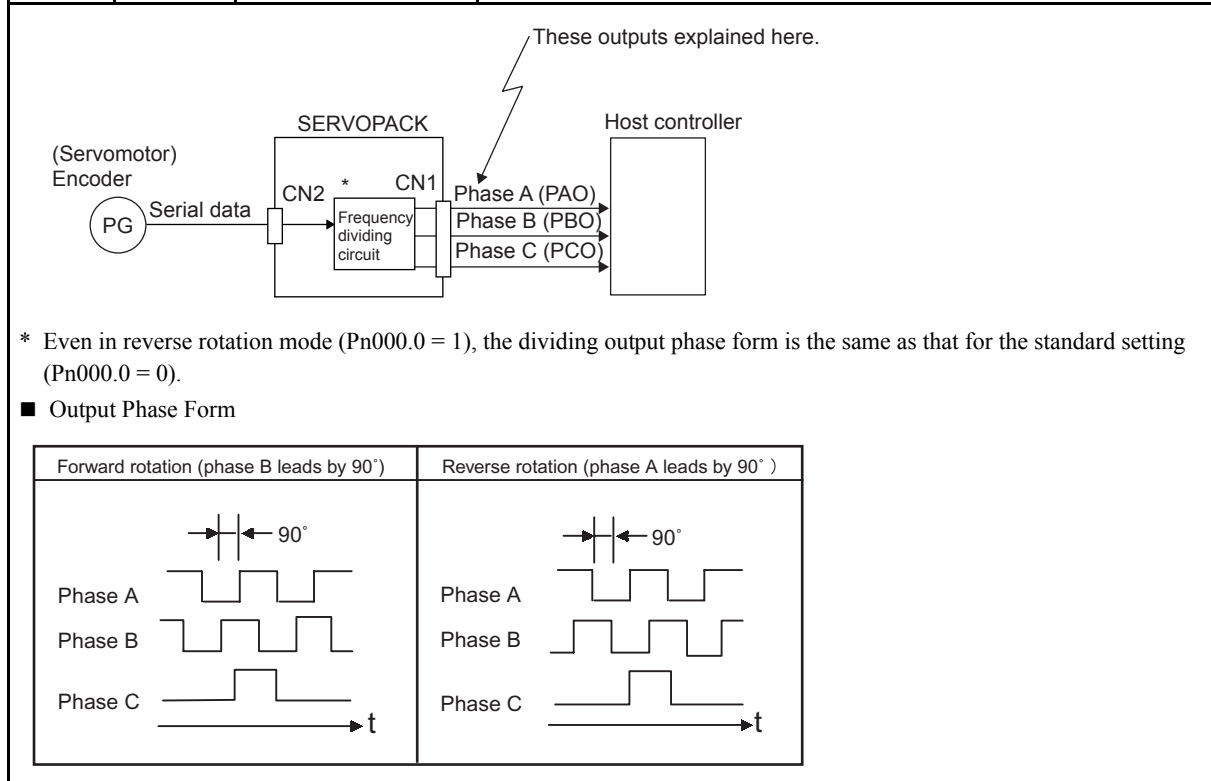 These outputs explained here.
SERVOPACK
Host controller
(Servomotor)
Encoder
CN2
*
CN1
Phase A (PAO)
Serial data
PG
Frequency
dividing
circuit
Phase B (PBO)
Phase C (PCO)
* Even in reverse rotation mode (Pn000.0 = 1), the dividing output phase form is the same as that for the standard setting
(Pn000.0 = 0).
■ Output Phase Form
Forward rotation (phase B leads by 90°)
Reverse rotation (phase A leads by 90° )
90°
Phase A
Phase B
Phase C
t
90°
Phase A
Phase B
Phase C
t